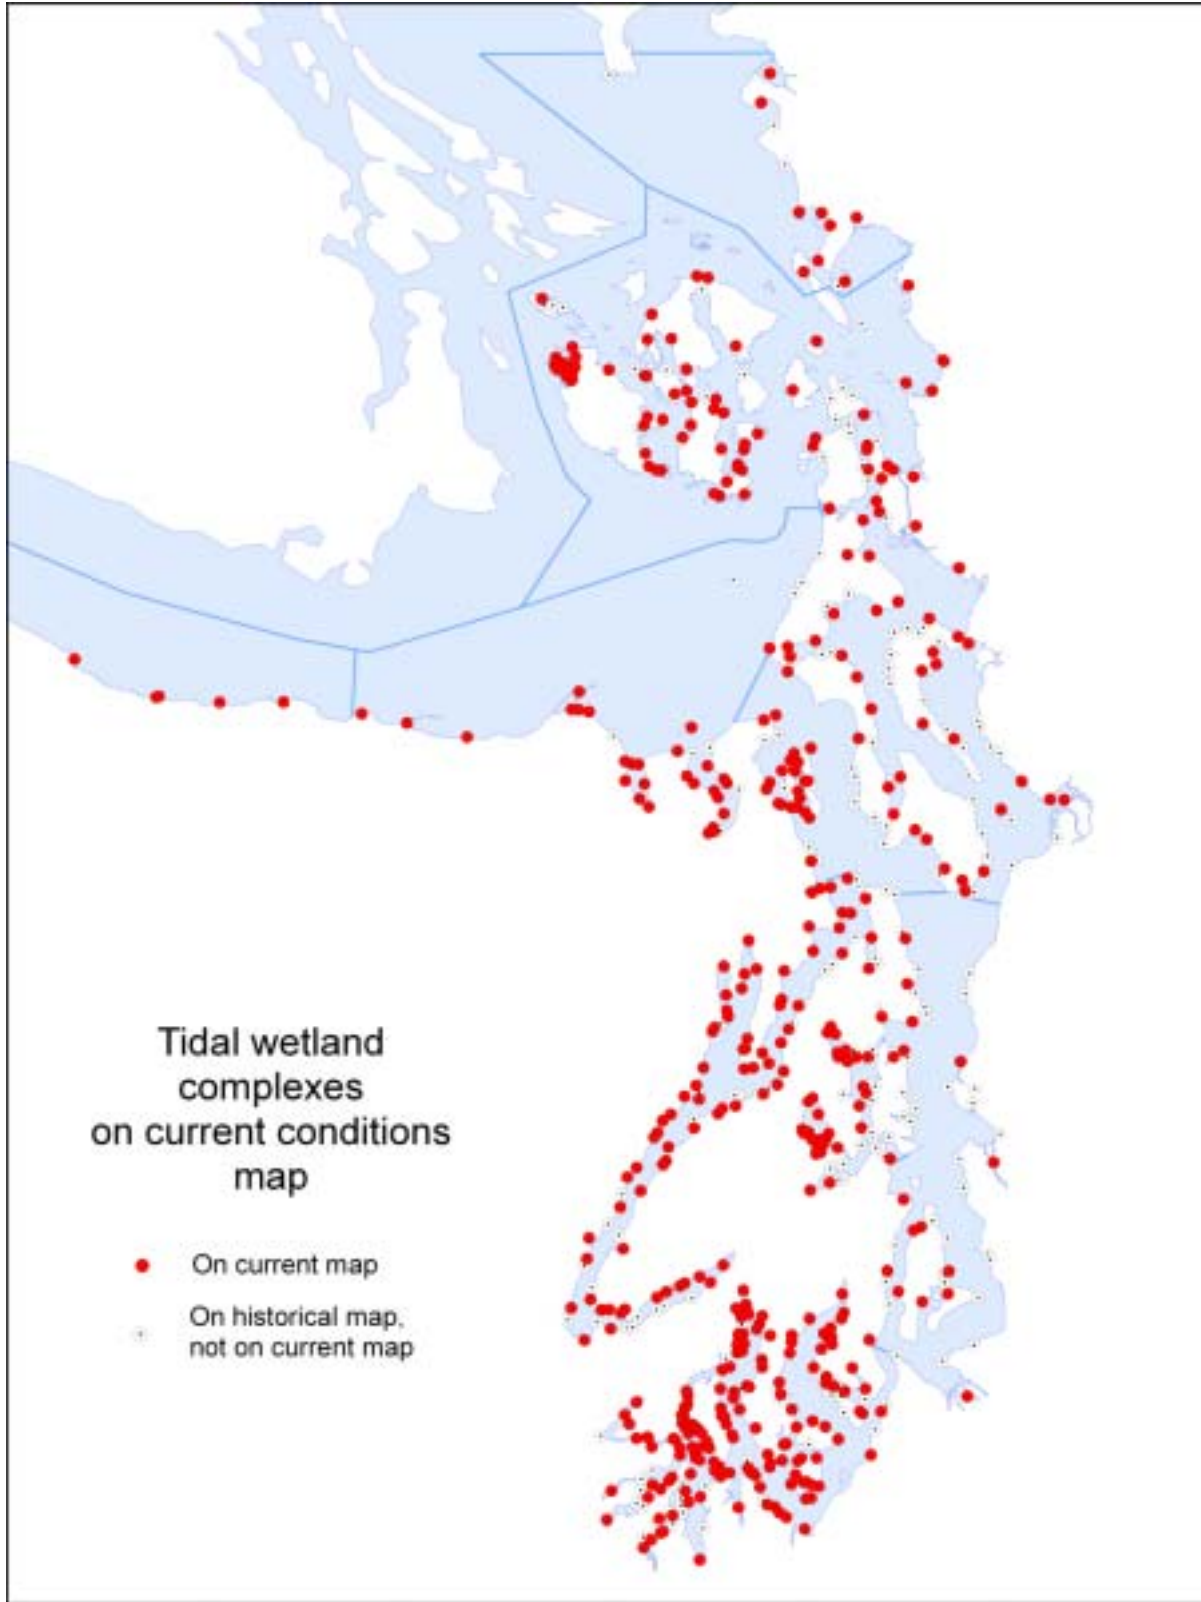 Tidal wetland
complexes
on current conditions
map
On current map
On historical map,
not on current map